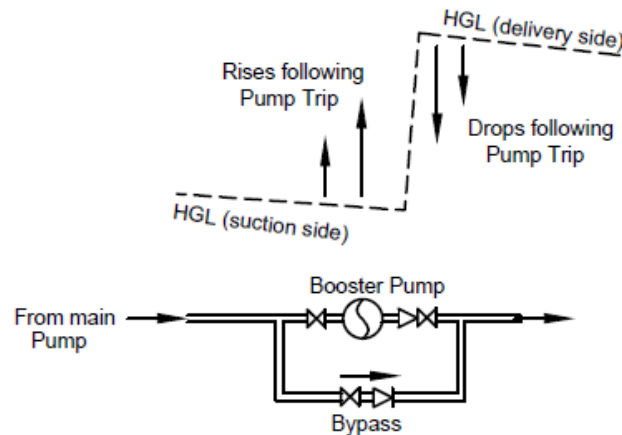 HGL (delivery side)
Rises following
Pump Trip
Drops following
Pump Trip
HGL (suction side)
Booster Pump
From main
Pump
Bypass